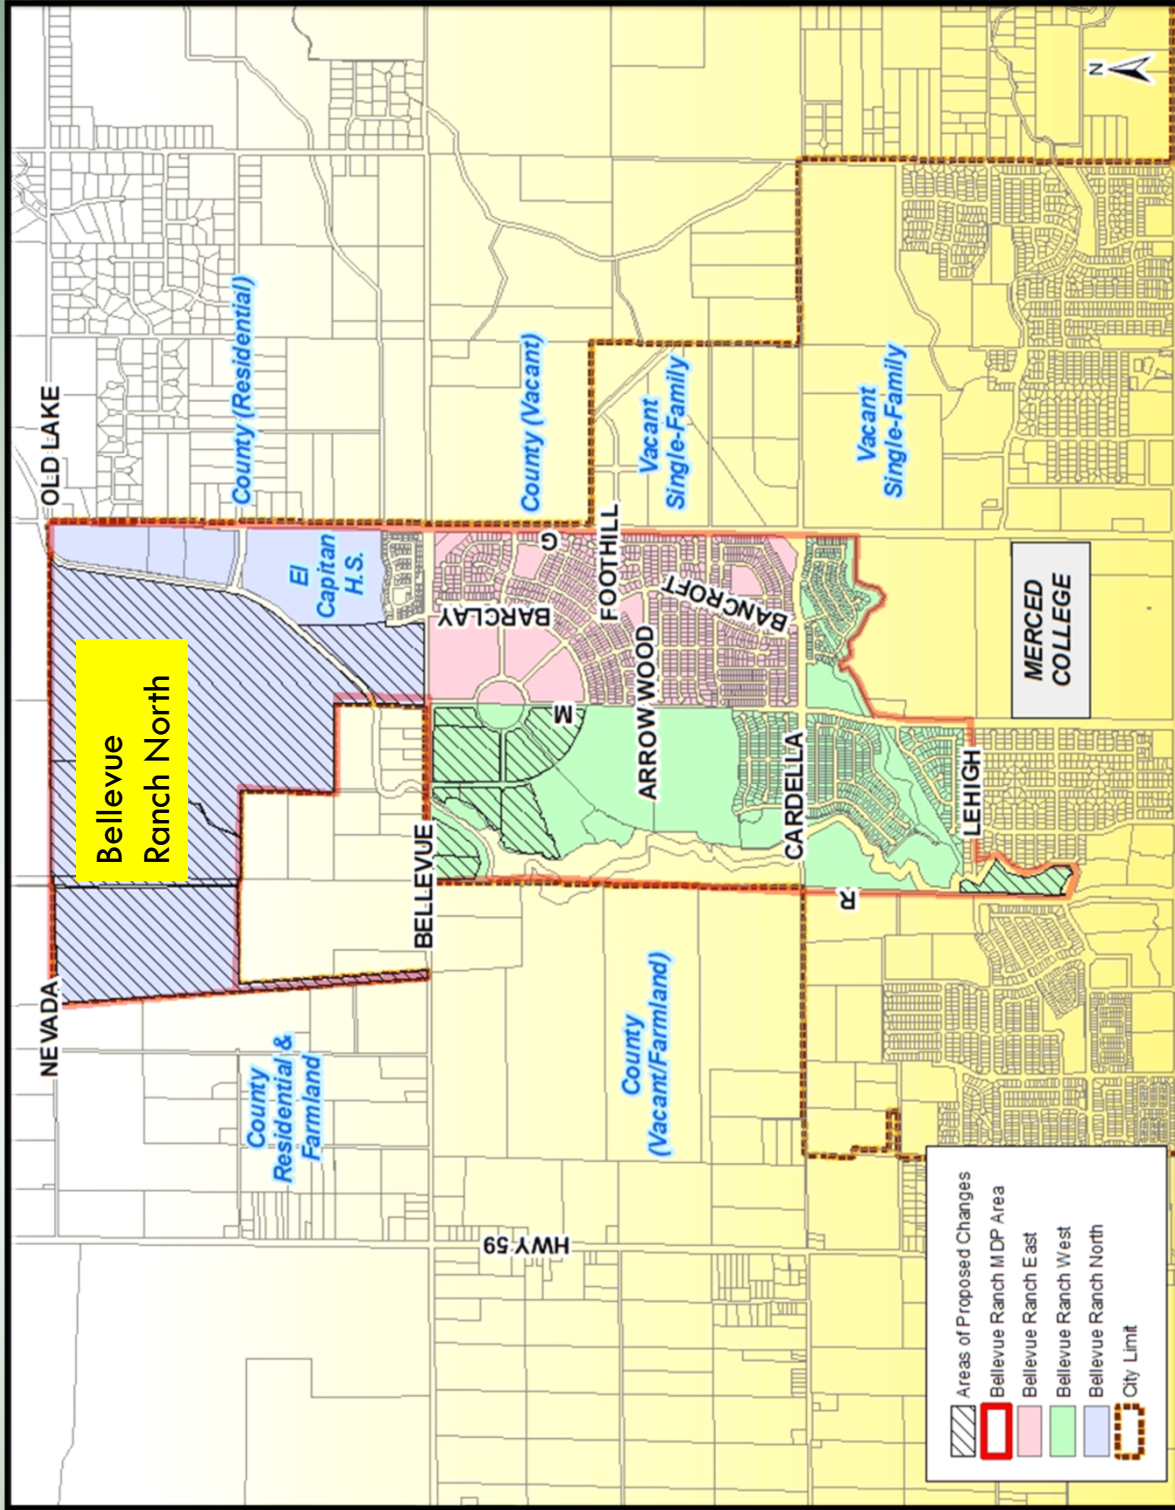 OLD LAKE
NEVADA
Bellevue
Ranch North
County (Residential)
El
Capitan
H.S.
County
Residential &
Farmland
BELLEVUE
BARCLAY
G
County (Vacant)
FOOTHILL
M
ARROW WOOD
BANCROFT
Vacant
Single-Family
County
(Vacant/Farmland)
HWY 59
CARDELLA
R
Vacant
Single-Family
LEHIGH
MERCED
COLLEGE
N
Areas of Proposed Changes
Bellevue Ranch MDP Area
Bellevue Ranch East
Bellevue Ranch West
Bellevue Ranch North
City Limit